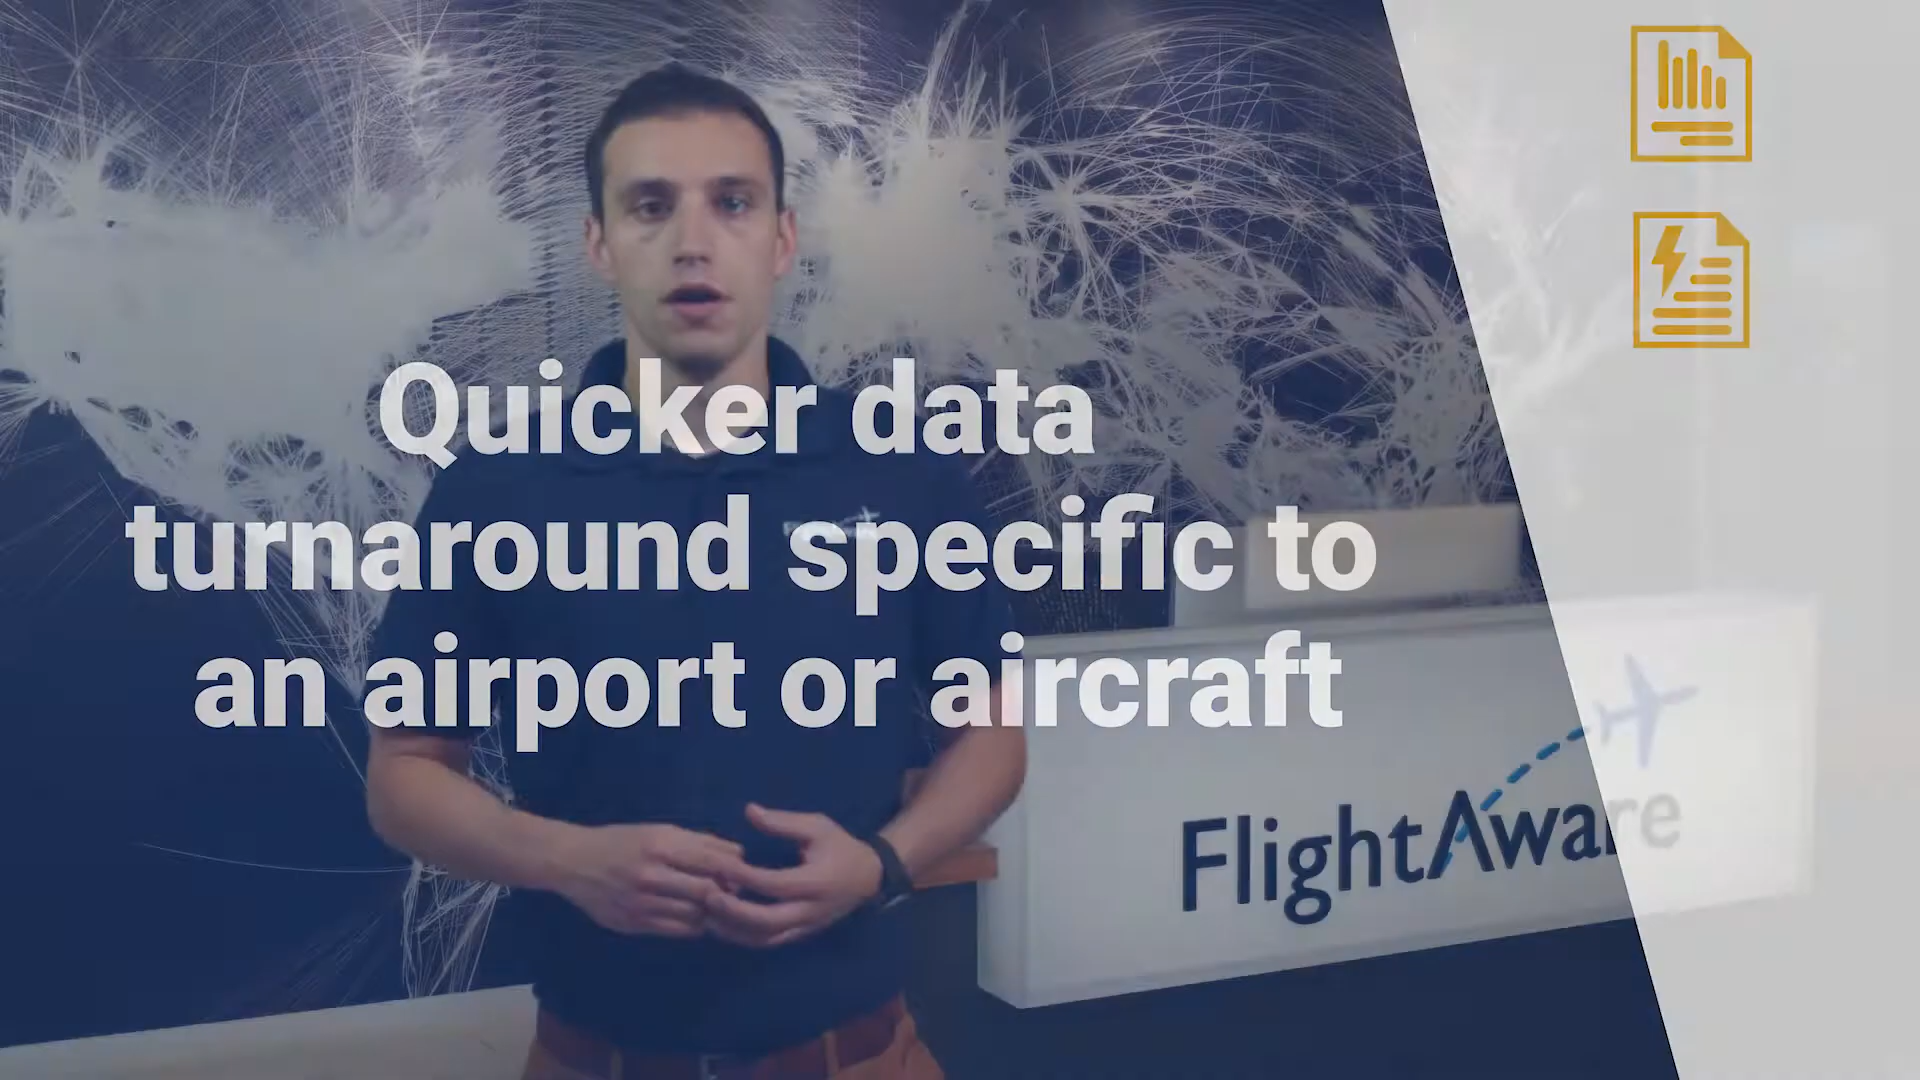 Quicker data
turnaround specific to
an airport or aircraft
FlightAware